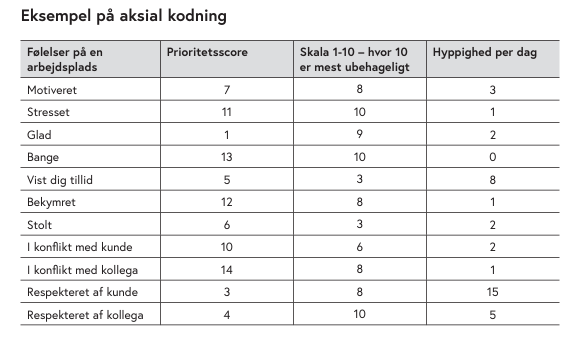 Eksempel på aksial kodning
Følelser på en arbejdsplads | Prioritetsscore | Skala 1-10 – hvor 10 er mest ubehageligt | Hyppighed per dag
Motiveret | 7 | 8 | 3
Stresset | 11 | 10 | 1
Glad | 1 | 9 | 2
Bange | 13 | 10 | 0
Vist dig tillid | 5 | 3 | 8
Bekymret | 12 | 8 | 1
Stolt | 6 | 3 | 2
I konflikt med kunde | 10 | 6 | 2
I konflikt med kollega | 14 | 8 | 1
Respekteret af kunde | 3 | 8 | 15
Respekteret af kollega | 4 | 10 | 5